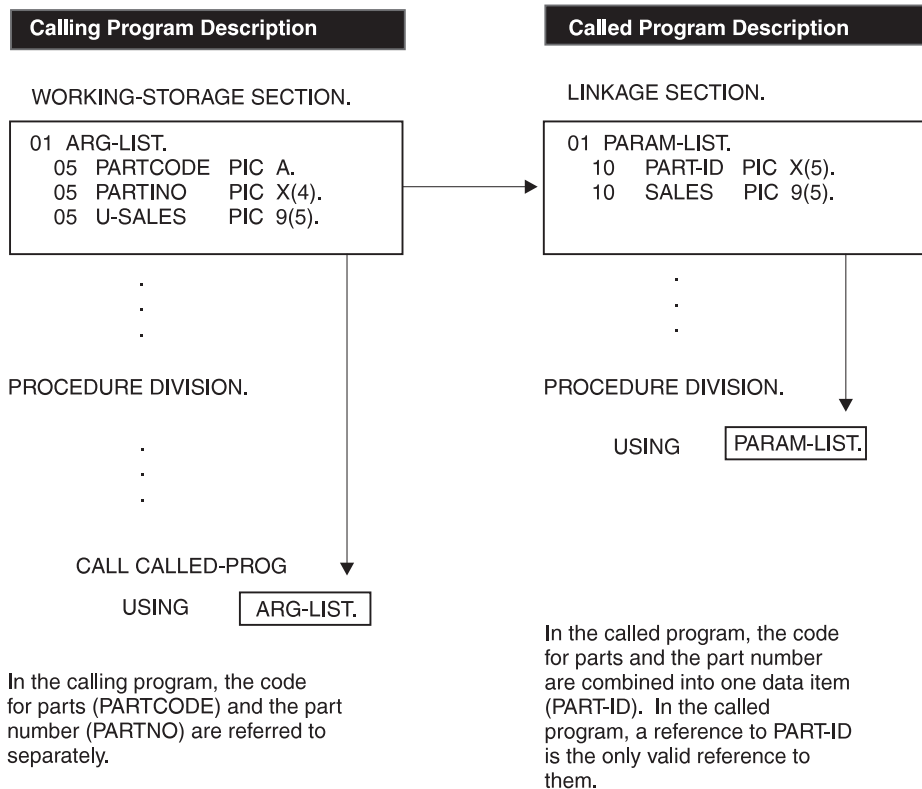 Calling Program Description
WORKING-STORAGE SECTION.
01 ARG-LIST.
05 PARTCODE PIC A.
05 PARTINO PIC X(4).
05 U-SALES PIC 9(5).
.
.
.
PROCEDURE DIVISION.
.
.
.
CALL CALLED-PROG
USING ARG-LIST.
In the calling program, the code
for parts (PARTCODE) and the part
number (PARTNO) are referred to
separately.
Called Program Description
LINKAGE SECTION.
01 PARAM-LIST.
10 PART-ID PIC X(5).
10 SALES PIC 9(5).
.
.
.
PROCEDURE DIVISION.
USING PARAM-LIST.
In the called program, the code
for parts and the part number
are combined into one data item
(PART-ID). In the called
program, a reference to PART-ID
is the only valid reference to
them.